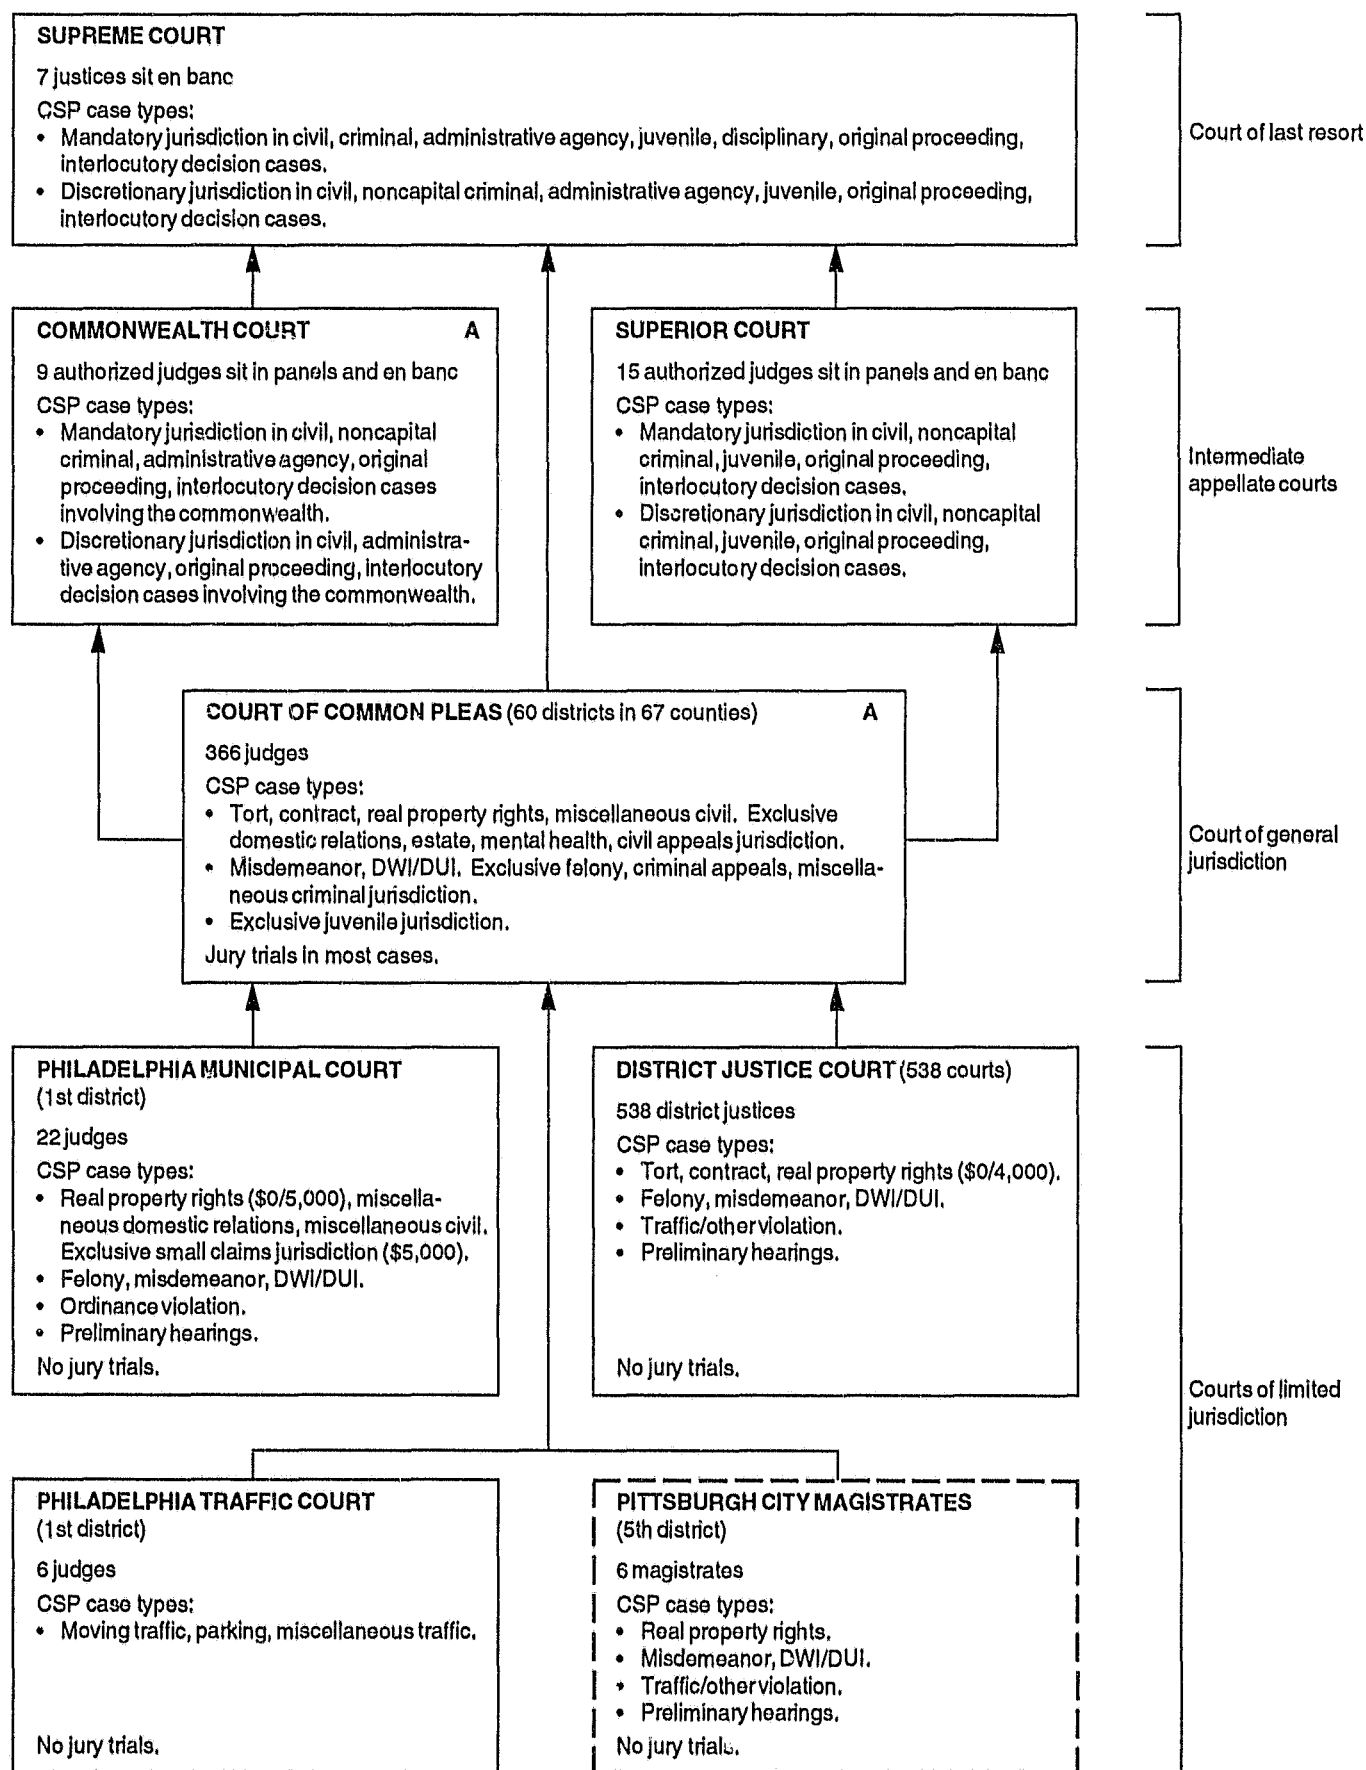 SUPREME COURT
7 justices sit en banc
CSP case types:
• Mandatory jurisdiction in civil, criminal, administrative agency, juvenile, disciplinary, original proceeding,
interlocutory decision cases.
• Discretionary jurisdiction in civil, noncapital criminal, administrative agency, juvenile, original proceeding,
interlocutory decision cases.
Court of last resort
COMMONWEALTH COURT A
9 authorized judges sit in panels and en banc
CSP case types:
• Mandatory jurisdiction in civil, noncapital
criminal, administrative agency, original
proceeding, interlocutory decision cases
involving the commonwealth.
• Discretionary jurisdiction in civil, administra-
tive agency, original proceeding, interlocutory
decision cases involving the commonwealth.
SUPERIOR COURT
15 authorized judges sit in panels and en banc
CSP case types:
• Mandatory jurisdiction in civil, noncapital
criminal, juvenile, original proceeding,
interlocutory decision cases.
• Discretionary jurisdiction in civil, noncapital
criminal, juvenile, original proceeding,
interlocutory decision cases.
Intermediate
appellate courts
COURT OF COMMON PLEAS (60 districts in 67 counties) A
366 judges
CSP case types:
• Tort, contract, real property rights, miscellaneous civil. Exclusive
domestic relations, estate, mental health, civil appeals jurisdiction.
• Misdemeanor, DWI/DUI. Exclusive felony, criminal appeals, miscella-
neous criminal jurisdiction.
• Exclusive juvenile jurisdiction.
Jury trials in most cases.
Court of general
jurisdiction
PHILADELPHIA MUNICIPAL COURT
(1st district)
22 judges
CSP case types:
• Real property rights ($0/5,000), miscella-
neous domestic relations, miscellaneous civil.
Exclusive small claims jurisdiction ($5,000).
• Felony, misdemeanor, DWI/DUI.
• Ordinance violation.
• Preliminary hearings.
No jury trials.
DISTRICT JUSTICE COURT (538 courts)
538 district justices
CSP case types:
• Tort, contract, real property rights ($0/4,000).
• Felony, misdemeanor, DWI/DUI.
• Traffic/other violation.
• Preliminary hearings.
No jury trials.
Courts of limited
jurisdiction
PHILADELPHIA TRAFFIC COURT
(1st district)
6 judges
CSP case types:
• Moving traffic, parking, miscellaneous traffic.
No jury trials.
PITTSBURGH CITY MAGISTRATES
(5th district)
6 magistrates
CSP case types:
• Real property rights.
• Misdemeanor, DWI/DUI.
• Traffic/other violation.
• Preliminary hearings.
No jury trials.